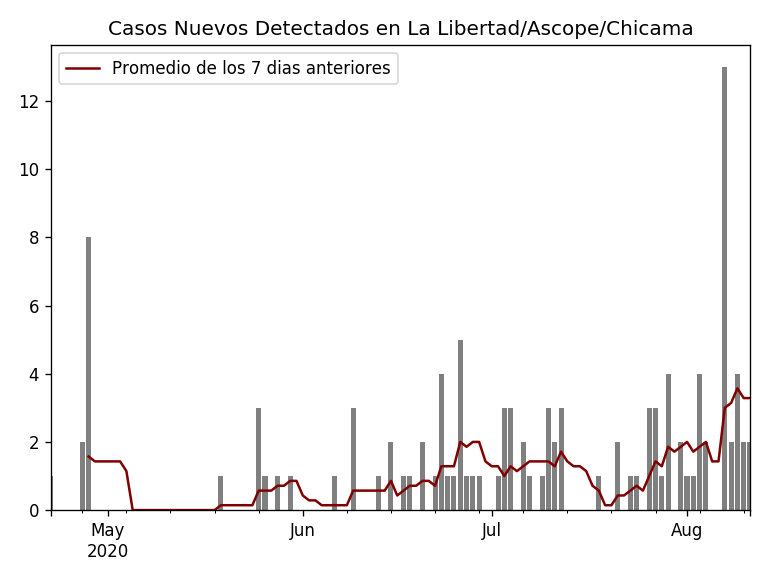 Casos Nuevos Detectados en La Libertad/Ascope/Chicama
Promedio de los 7 dias anteriores
12
10
8
6
4
2
0
May Jun Jul Aug
2020